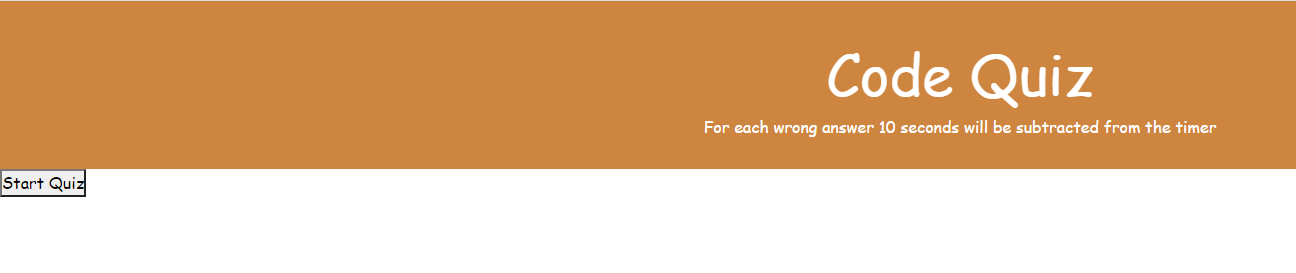 Code Quiz
For each wrong answer 10 seconds will be subtracted from the timer
Start Quiz